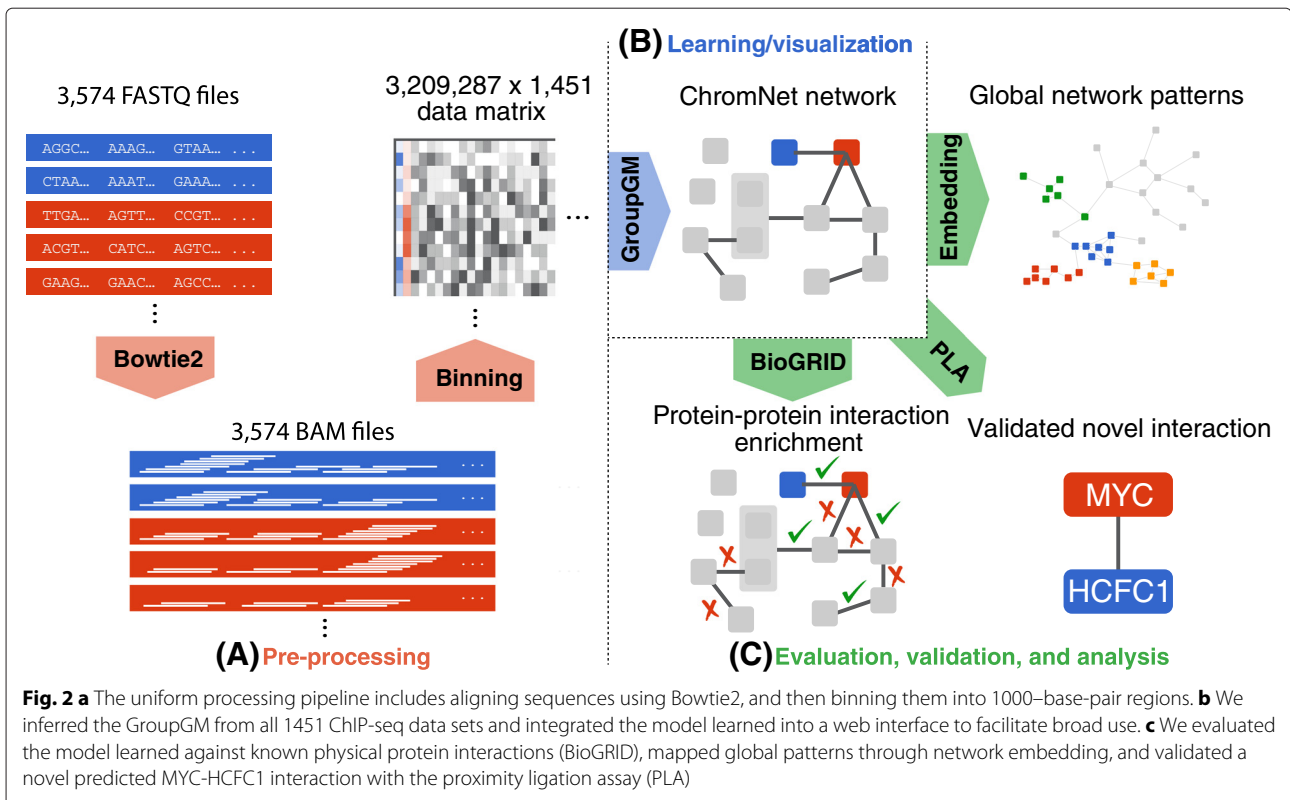 (B) Learning/visualization
3,574 FASTQ files
AGGC... AAAG... GTAA... ...
CTAA... AAAT... GAAA... ...
TTGA... AGTT... CCGT... ...
ACGT... CATC... AGTC... ...
GAAG... GAAC... AGCC... ...
Bowtie2
3,209,287 x 1,451
data matrix
...
Binning
3,574 BAM files
...
...
...
...
...
(A) Pre-processing
GroupGM
ChromNet network
Embedding
Global network patterns
BioGRID
PLA
Protein-protein interaction
enrichment
Validated novel interaction
MYC
HCFC1
(C) Evaluation, validation, and analysis
Fig. 2 a The uniform processing pipeline includes aligning sequences using Bowtie2, and then binning them into 1000–base-pair regions. b We
inferred the GroupGM from all 1451 ChIP-seq data sets and integrated the model learned into a web interface to facilitate broad use. c We evaluated
the model learned against known physical protein interactions (BioGRID), mapped global patterns through network embedding, and validated a
novel predicted MYC-HCFC1 interaction with the proximity ligation assay (PLA)